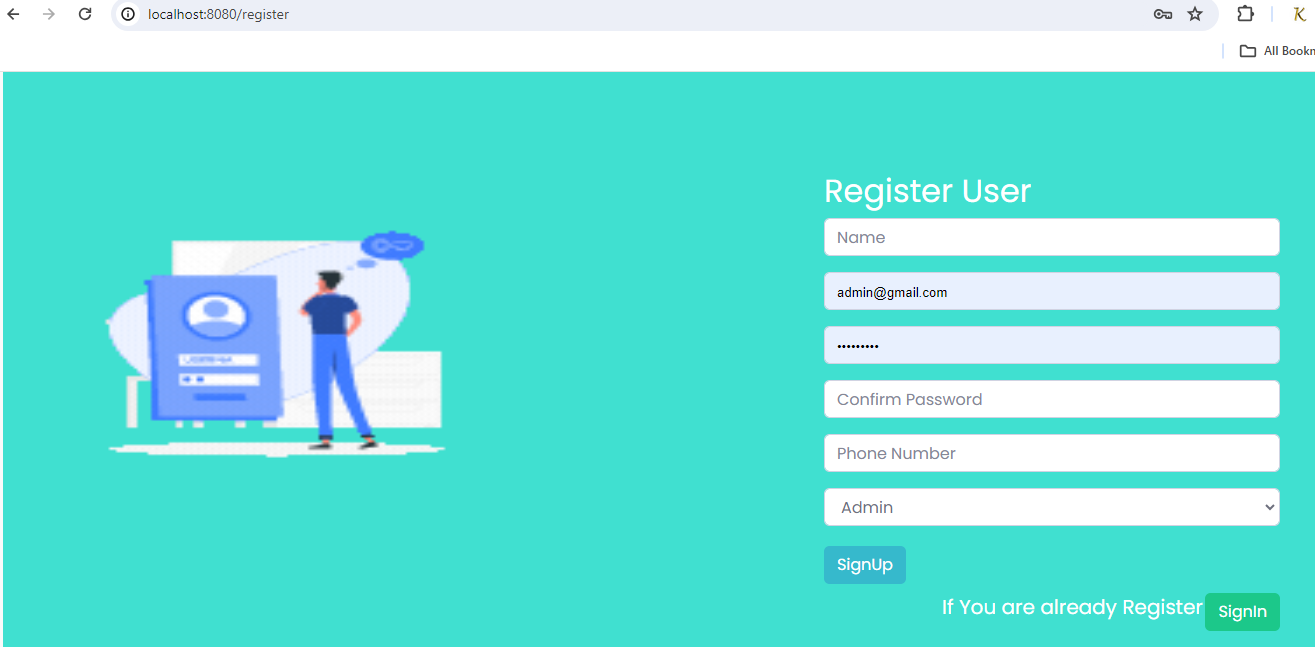 localhost:8080/register
All Bookm
Register User
Name
admin@gmail.com
•••••••••
Confirm Password
Phone Number
Admin
SignUp
If You are already Register SignIn